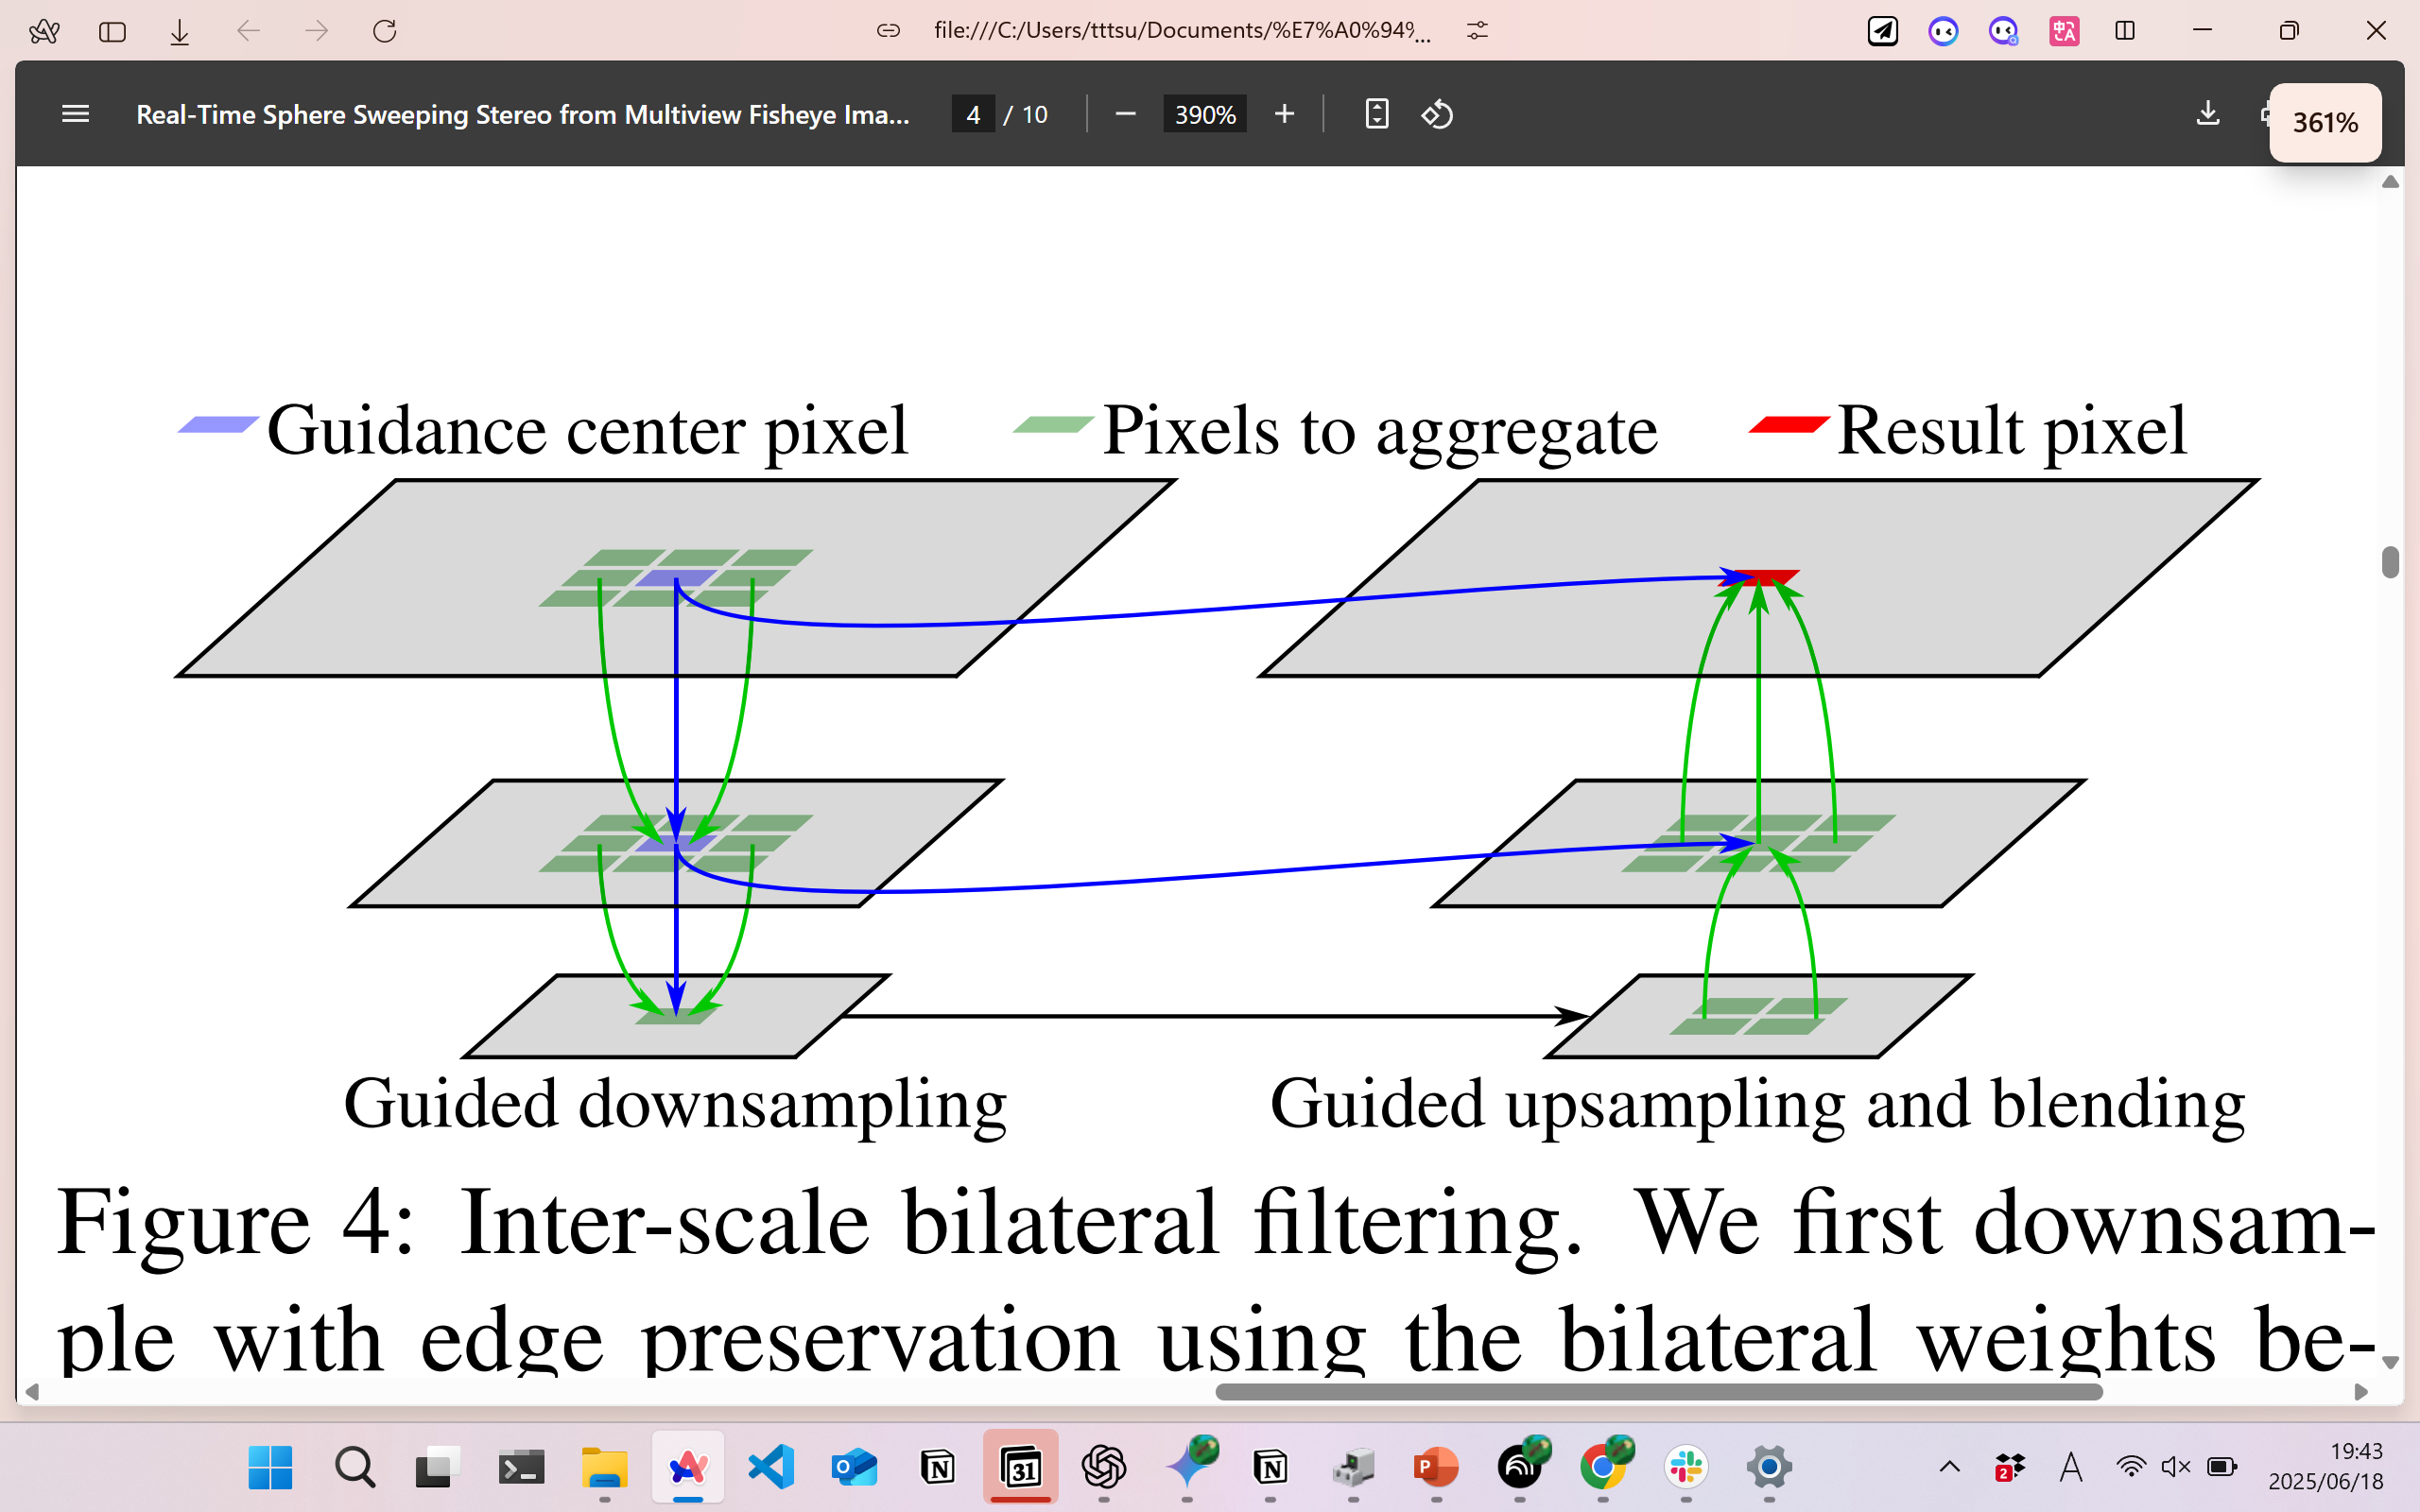 file:///C:/Users/tttsu/Documents/%E7%A0%94%...
Real-Time Sphere Sweeping Stereo from Multiview Fisheye Ima...
4 / 10
390%
361%
Guidance center pixel
Pixels to aggregate
Result pixel
Guided downsampling
Guided upsampling and blending
Figure 4: Inter-scale bilateral filtering. We first downsam-
ple with edge preservation using the bilateral weights be-
31
2
A
19:43
2025/06/18